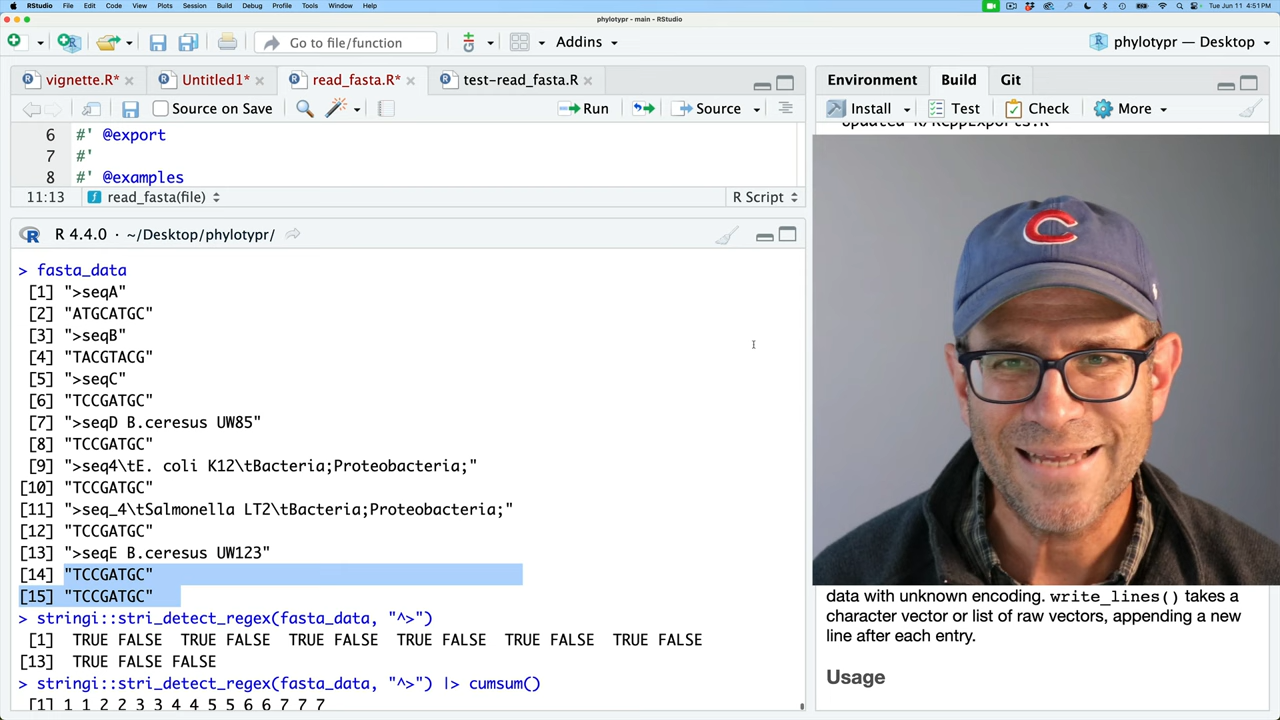 RStudio File Edit Code View Plots Session Build Debug Profile Tools Window Help Tue Jun 11 4:51PM
phylotypr - main - RStudio
Go to file/function Addins phylotypr — Desktop
vignette.R* Untitled1* read_fasta.R* test-read_fasta.R Environment Build Git
Source on Save Run Source Install Test Check More
6 #' @export
7 #'
8 #' @examples
11:13 read_fasta(file) R Script
R 4.4.0 · ~/Desktop/phylotypr/
C
> fasta_data
[1] ">seqA"
[2] "ATGCATGC"
[3] ">seqB"
[4] "TACGTACG"
[5] ">seqC"
[6] "TCCGATGC"
[7] ">seqD B.ceresus UW85"
[8] "TCCGATGC"
[9] ">seq4\tE. coli K12\tBacteria;Proteobacteria;"
[10] "TCCGATGC"
[11] ">seq_4\tSalmonella LT2\tBacteria;Proteobacteria;"
[12] "TCCGATGC"
[13] ">seqE B.ceresus UW123"
[14] "TCCGATGC"
[15] "TCCGATGC"
> stringi::stri_detect_regex(fasta_data, "^>")
[1] TRUE FALSE TRUE FALSE TRUE FALSE TRUE FALSE TRUE FALSE TRUE FALSE
[13] TRUE FALSE FALSE
> stringi::stri_detect_regex(fasta_data, "^>") |> cumsum()
[1] 1 1 2 2 3 3 4 4 5 5 6 6 7 7 7
data with unknown encoding. write_lines() takes
a character vector or list of raw vectors, appending a new
line after each entry.
Usage